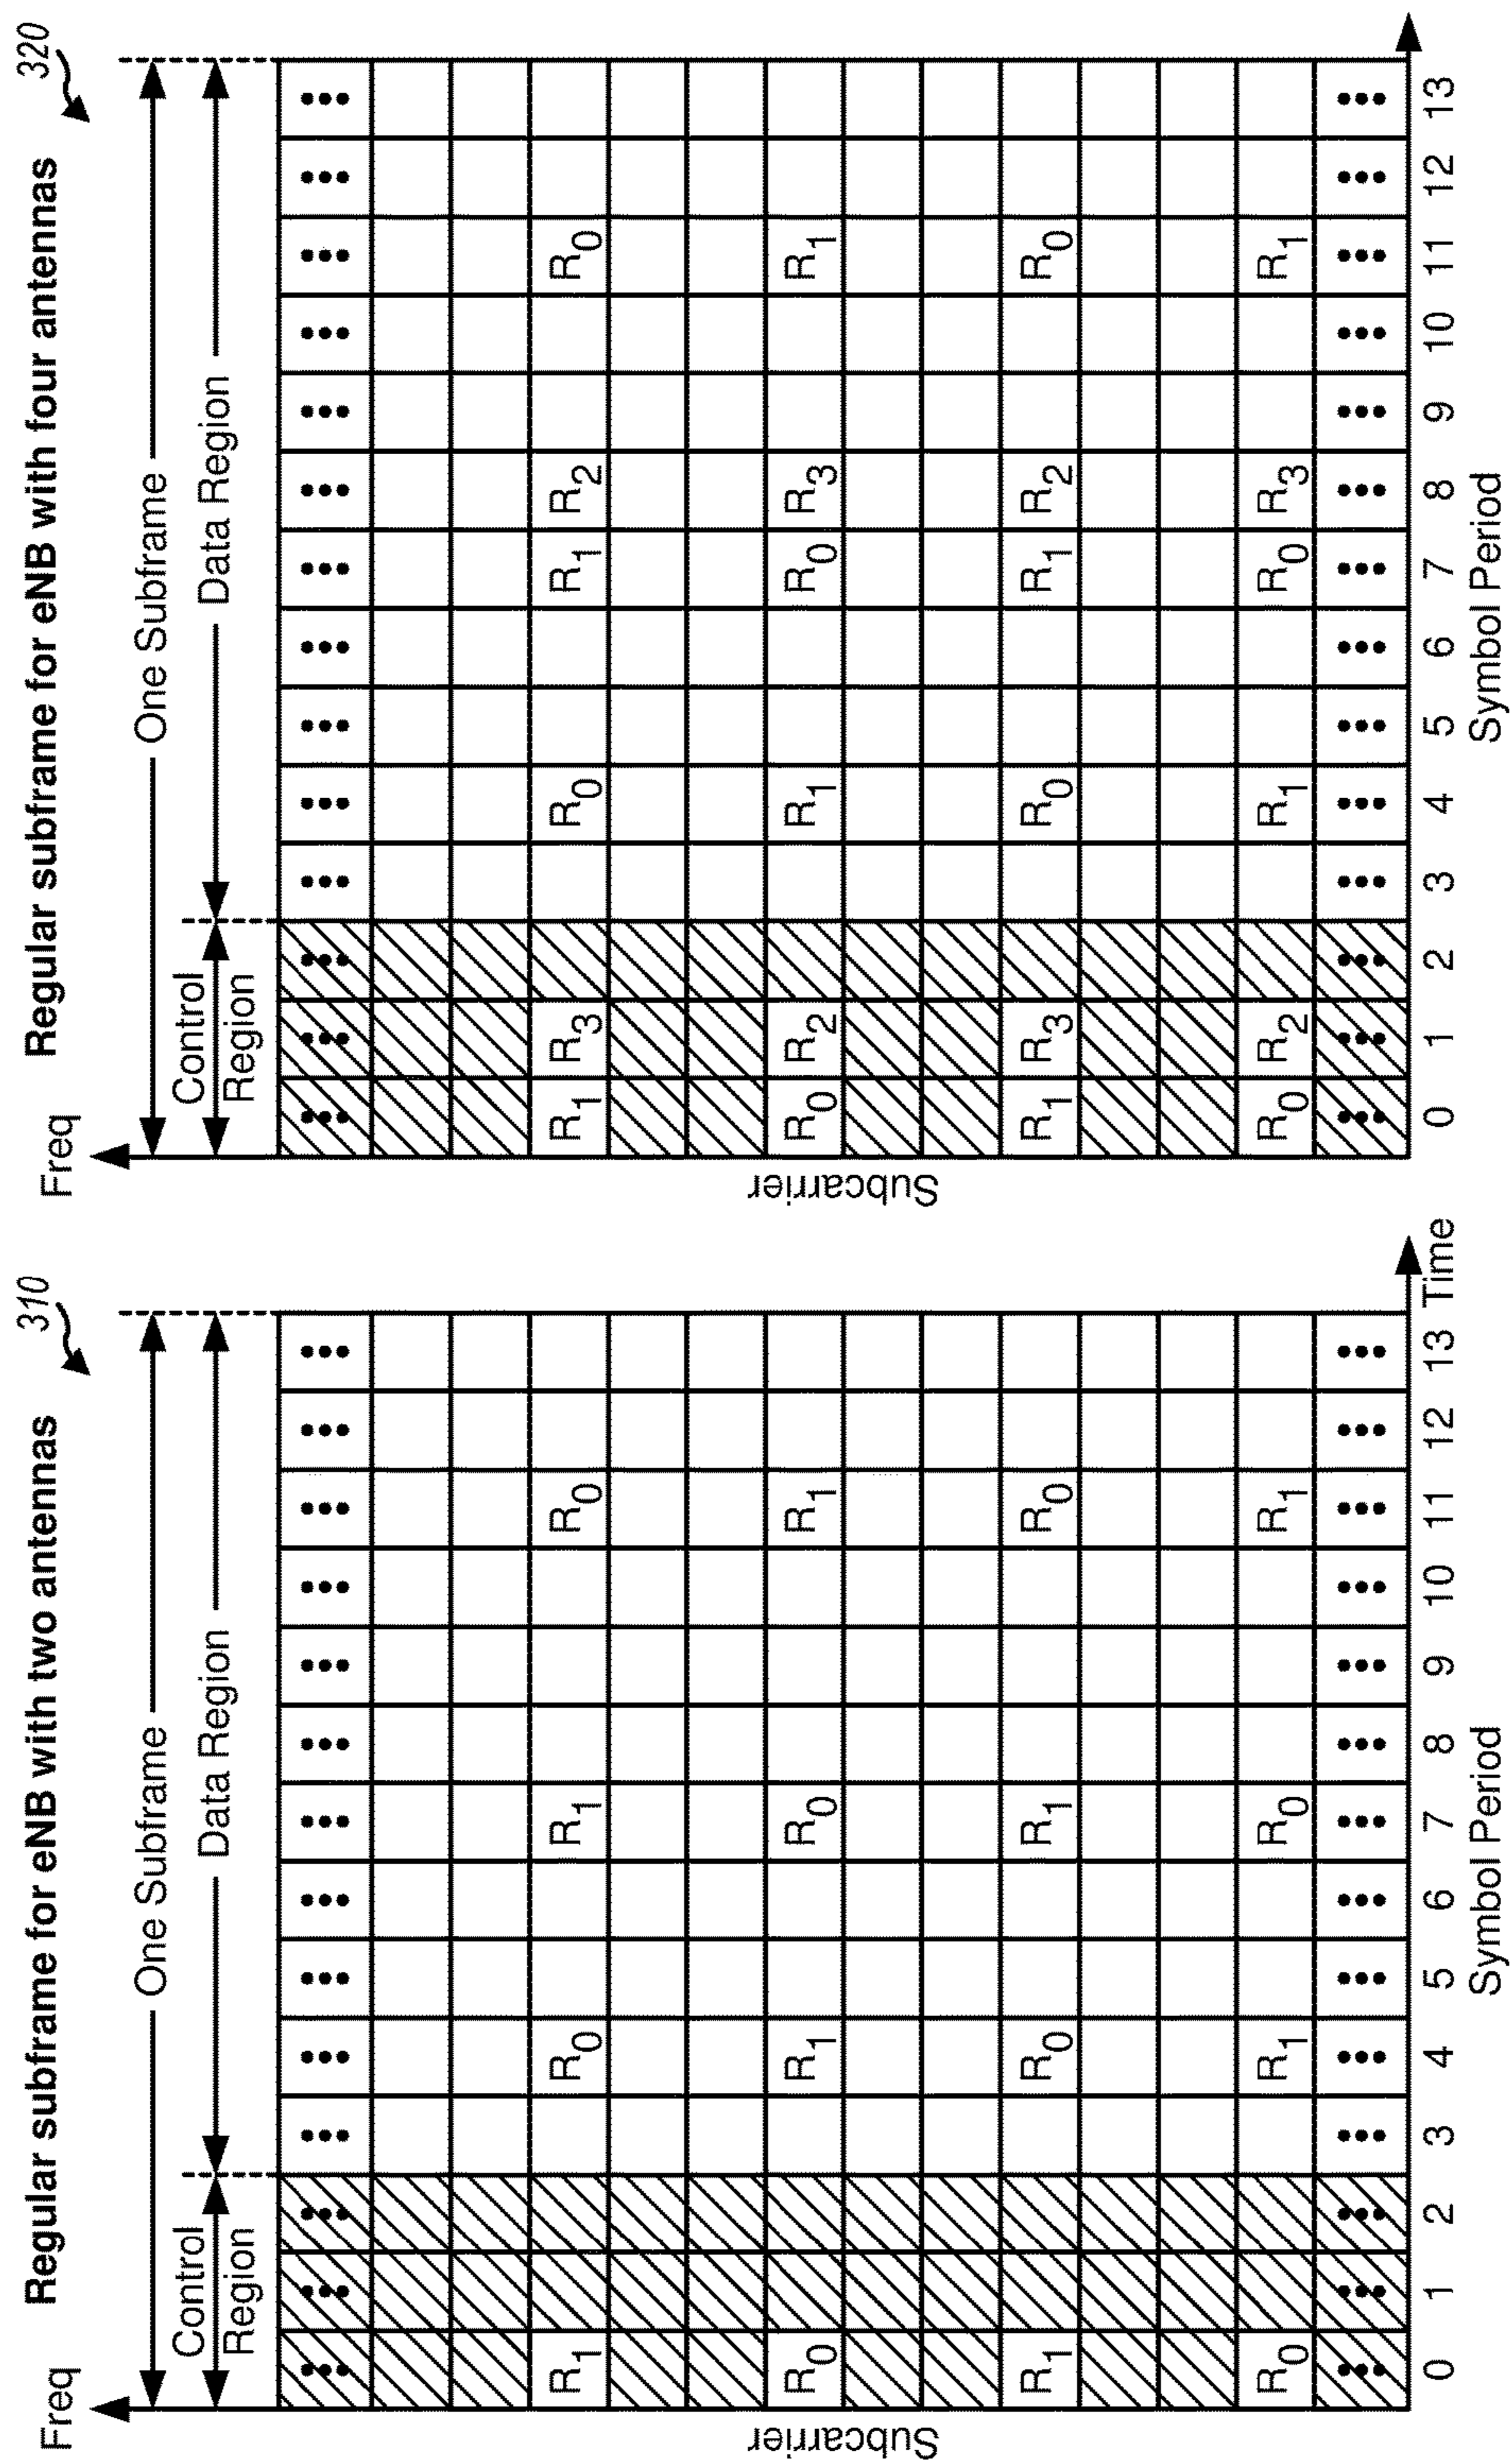 Regular subframe for eNB with two antennas
310
Freq
One Subframe
Control
Region
Data Region
R₁ R₀ R₁ R₀
R₀ R₁ R₀ R₁
R₁ R₀ R₁ R₀
R₀ R₁ R₀ R₁
Subcarrier
0 1 2 3 4 5 6 7 8 9 10 11 12 13
Time
Symbol Period
Regular subframe for eNB with four antennas
320
Freq
One Subframe
Control
Region
Data Region
R₁ R₃ R₀ R₁ R₂ R₀
R₀ R₂ R₁ R₀ R₃ R₁
R₁ R₃ R₀ R₁ R₂ R₀
R₀ R₂ R₁ R₀ R₃ R₁
Subcarrier
0 1 2 3 4 5 6 7 8 9 10 11 12 13
Symbol Period